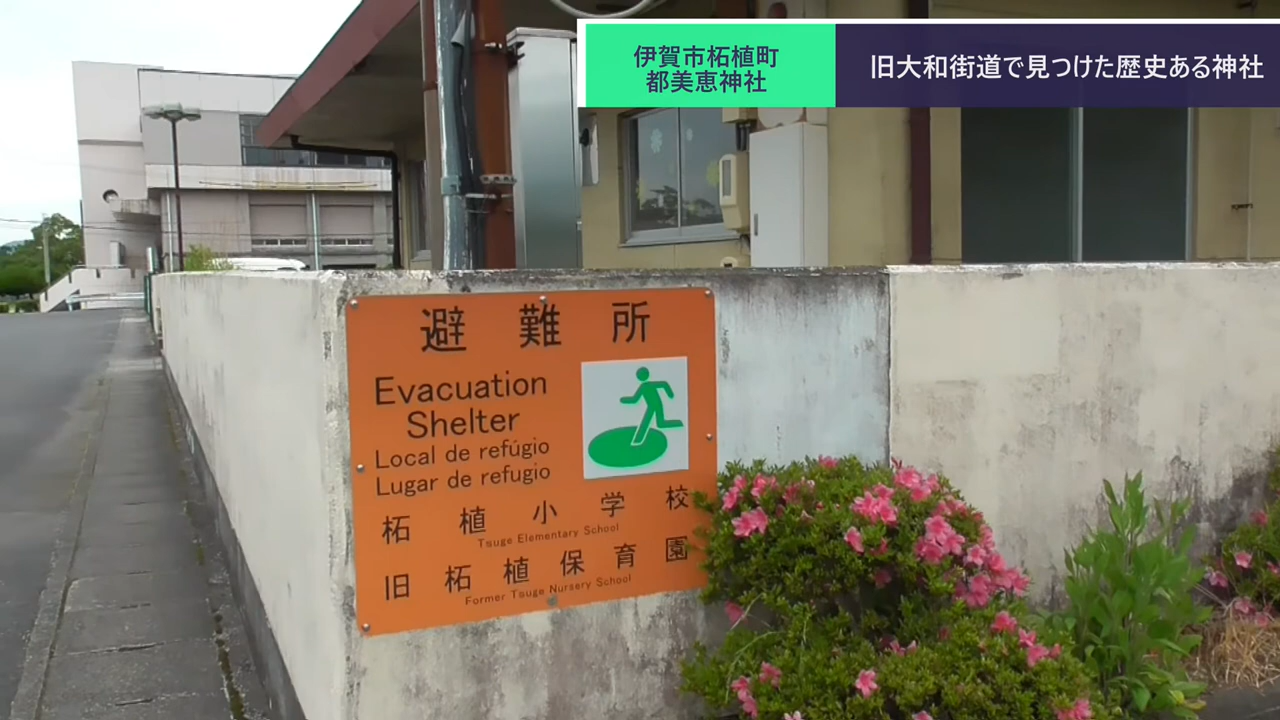 伊賀市柘植町
都美恵神社
旧大和街道で見つけた歴史ある神社
避難所
Evacuation
Shelter
Local de refúgio
Lugar de refugio
柘植小学校
Tsuge Elementary School
旧柘植保育園
Former Tsuge Nursery School